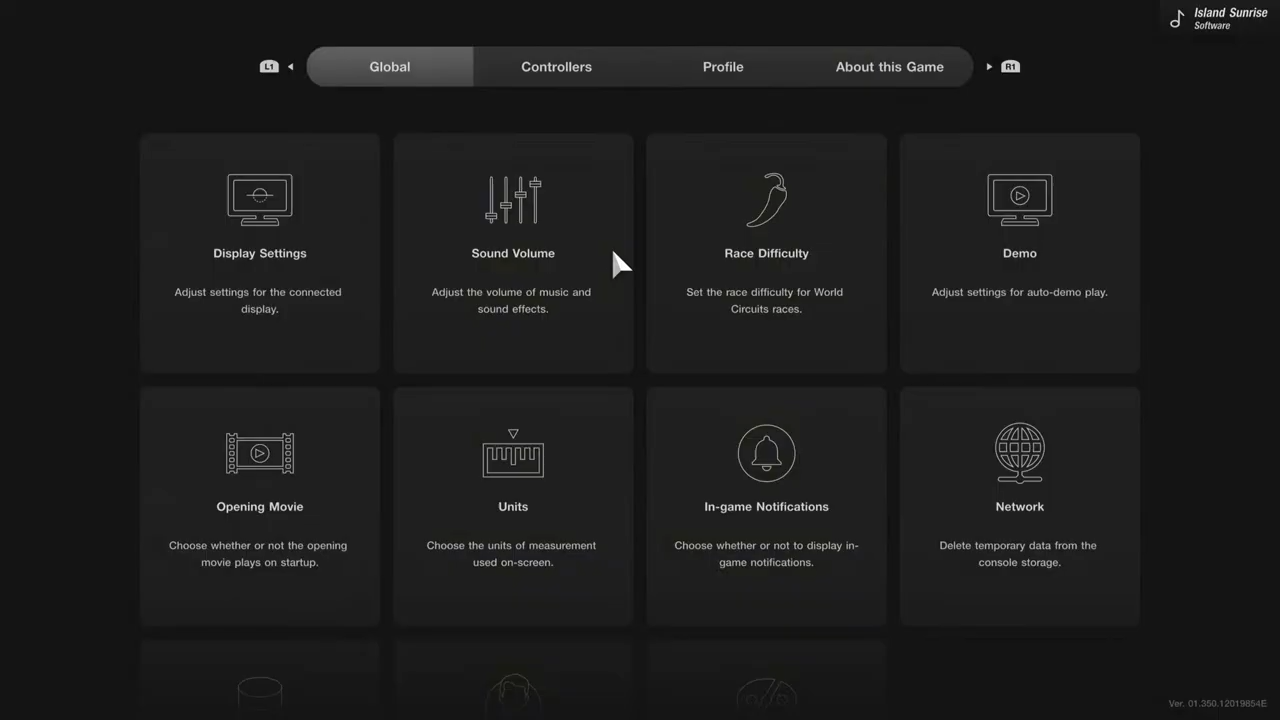 Island Sunrise
Software
L1
Global
Controllers
Profile
About this Game
R1
Display Settings
Adjust settings for the connected
display.
Sound Volume
Adjust the volume of music and
sound effects.
Race Difficulty
Set the race difficulty for World
Circuits races.
Demo
Adjust settings for auto-demo play.
Opening Movie
Choose whether or not the opening
movie plays on startup.
Units
Choose the units of measurement
used on-screen.
In-game Notifications
Choose whether or not to display in-
game notifications.
Network
Delete temporary data from the
console storage.
Ver. 01.350.12019854E